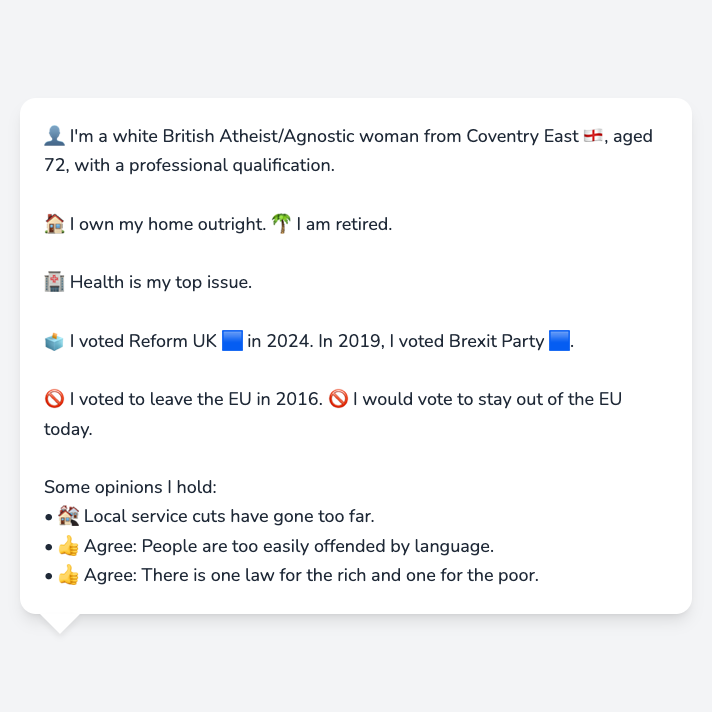 👤 I'm a white British Atheist/Agnostic woman from Coventry East 🏴󠁧󠁢󠁥󠁮󠁧󠁿, aged
72, with a professional qualification.
🏠 I own my home outright. 🌴 I am retired.
🏥 Health is my top issue.
🗳️ I voted Reform UK 🟦 in 2024. In 2019, I voted Brexit Party 🟦.
🚫 I voted to leave the EU in 2016. 🚫 I would vote to stay out of the EU
today.
Some opinions I hold:
• 🏚️ Local service cuts have gone too far.
• 👍 Agree: People are too easily offended by language.
• 👍 Agree: There is one law for the rich and one for the poor.